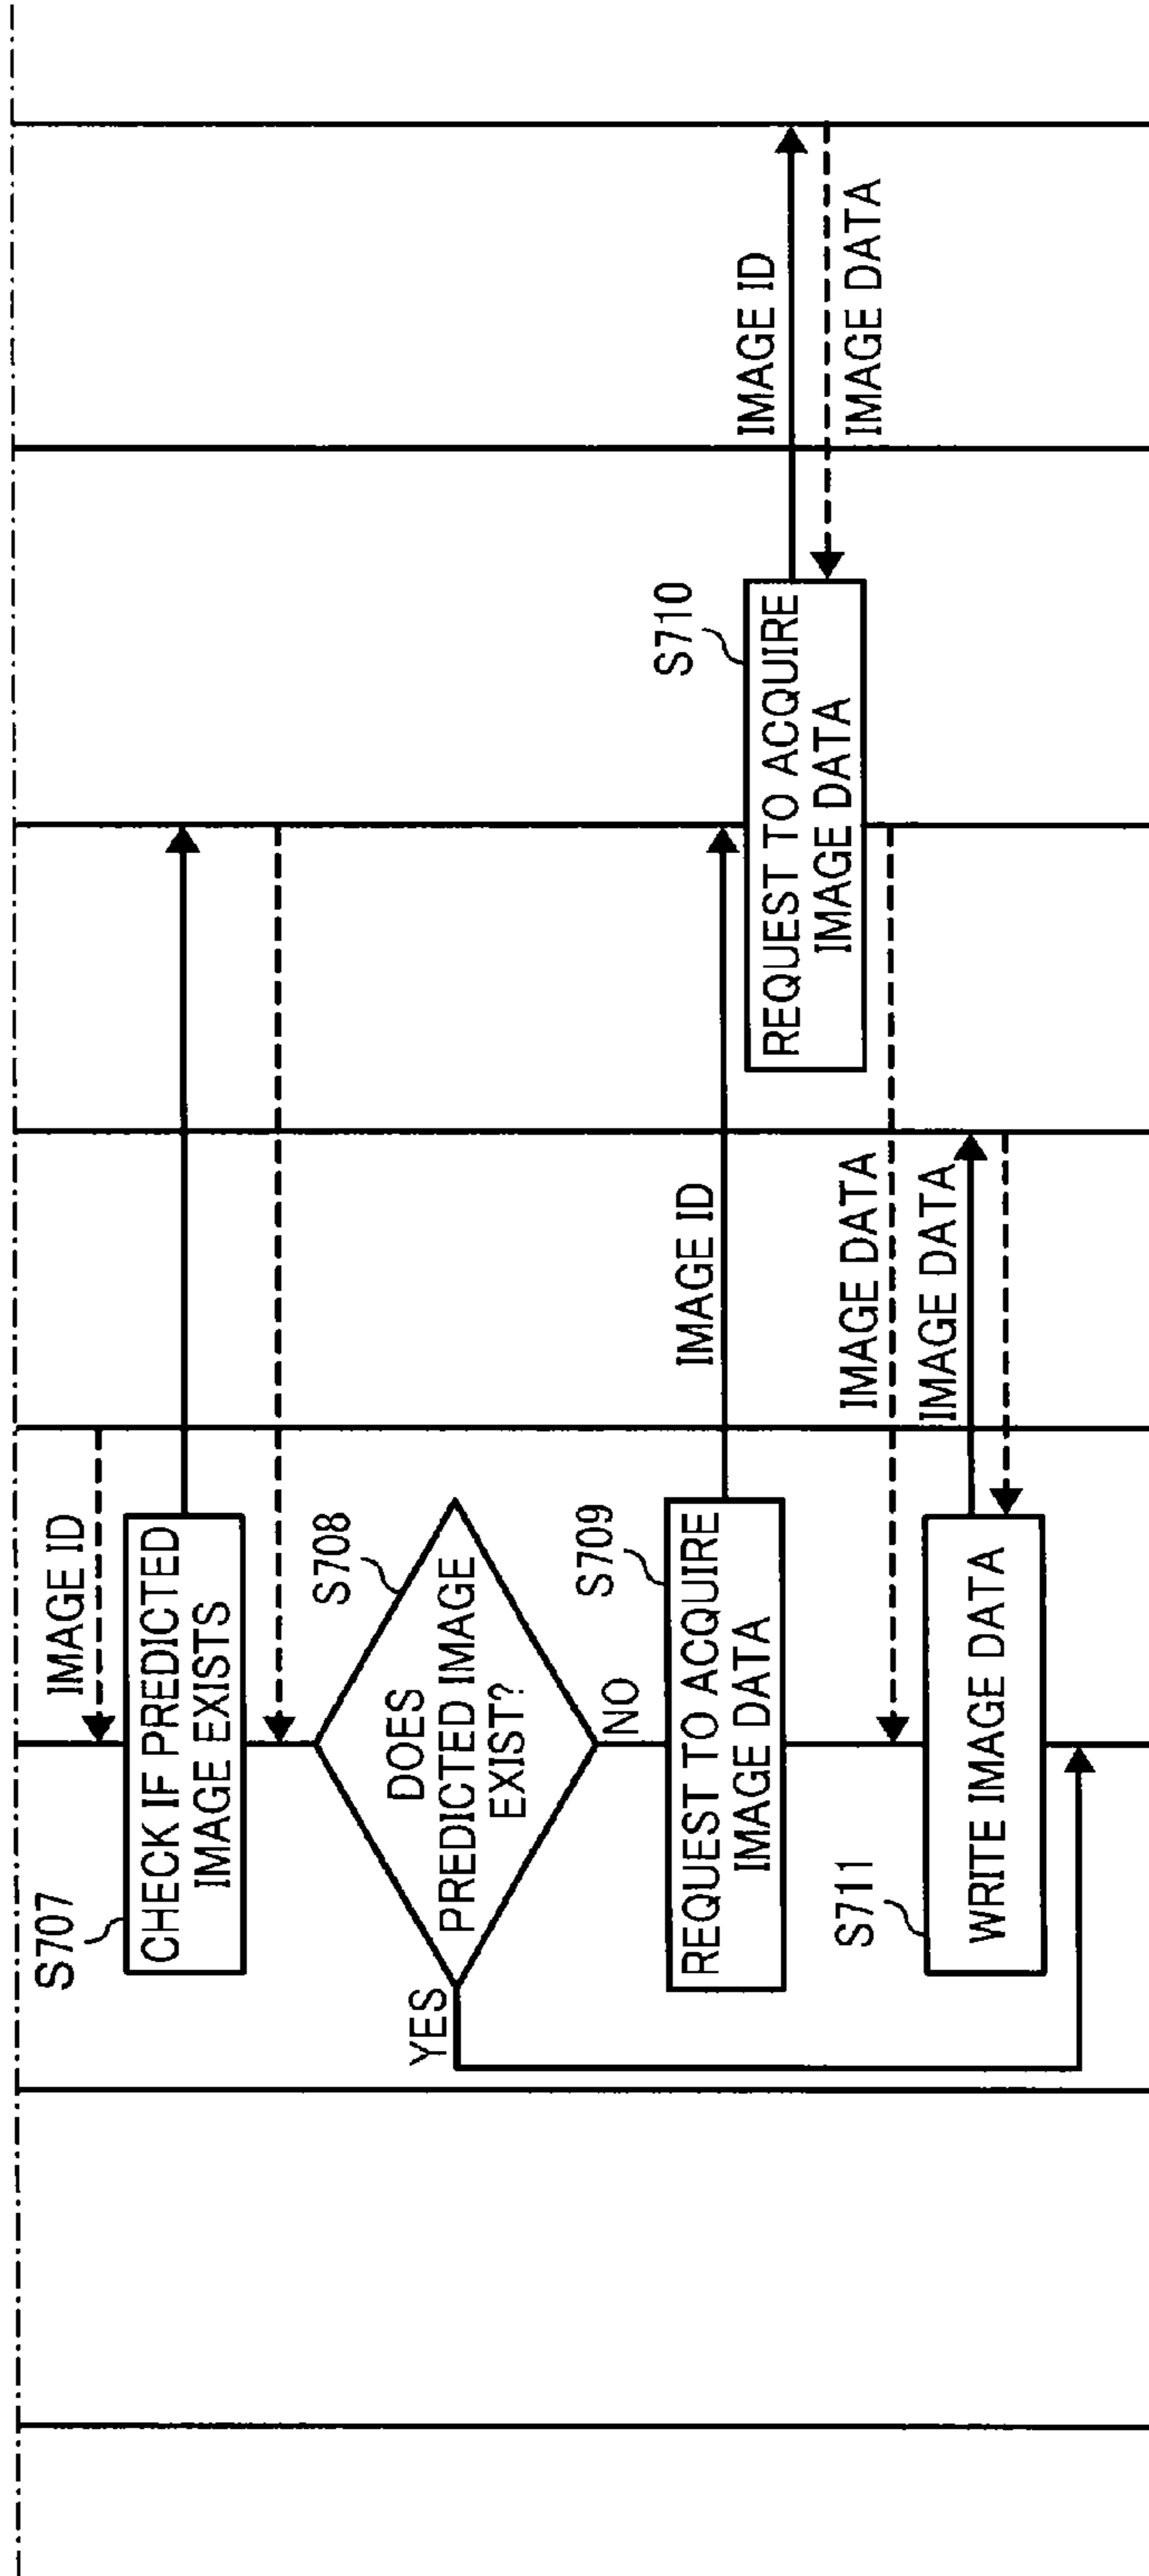 IMAGE ID
S707
CHECK IF PREDICTED
IMAGE EXISTS
S708
DOES
PREDICTED IMAGE
EXIST?
YES
NO
S709
REQUEST TO ACQUIRE
IMAGE DATA
IMAGE ID
S710
REQUEST TO ACQUIRE
IMAGE DATA
IMAGE ID
IMAGE DATA
IMAGE DATA
S711
WRITE IMAGE DATA
IMAGE DATA